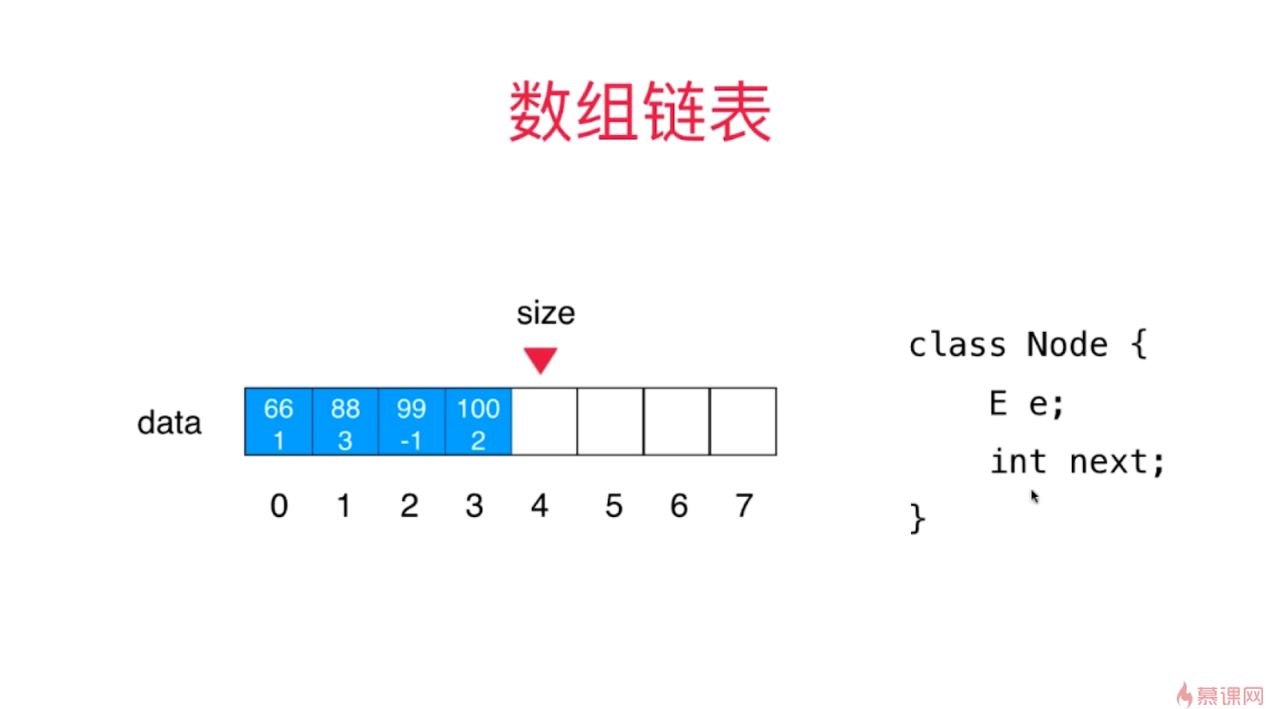 数组链表
size
data
66 88 99 100
1 3 -1 2
0 1 2 3 4 5 6 7
class Node {
E e;
int next;
}
慕课网